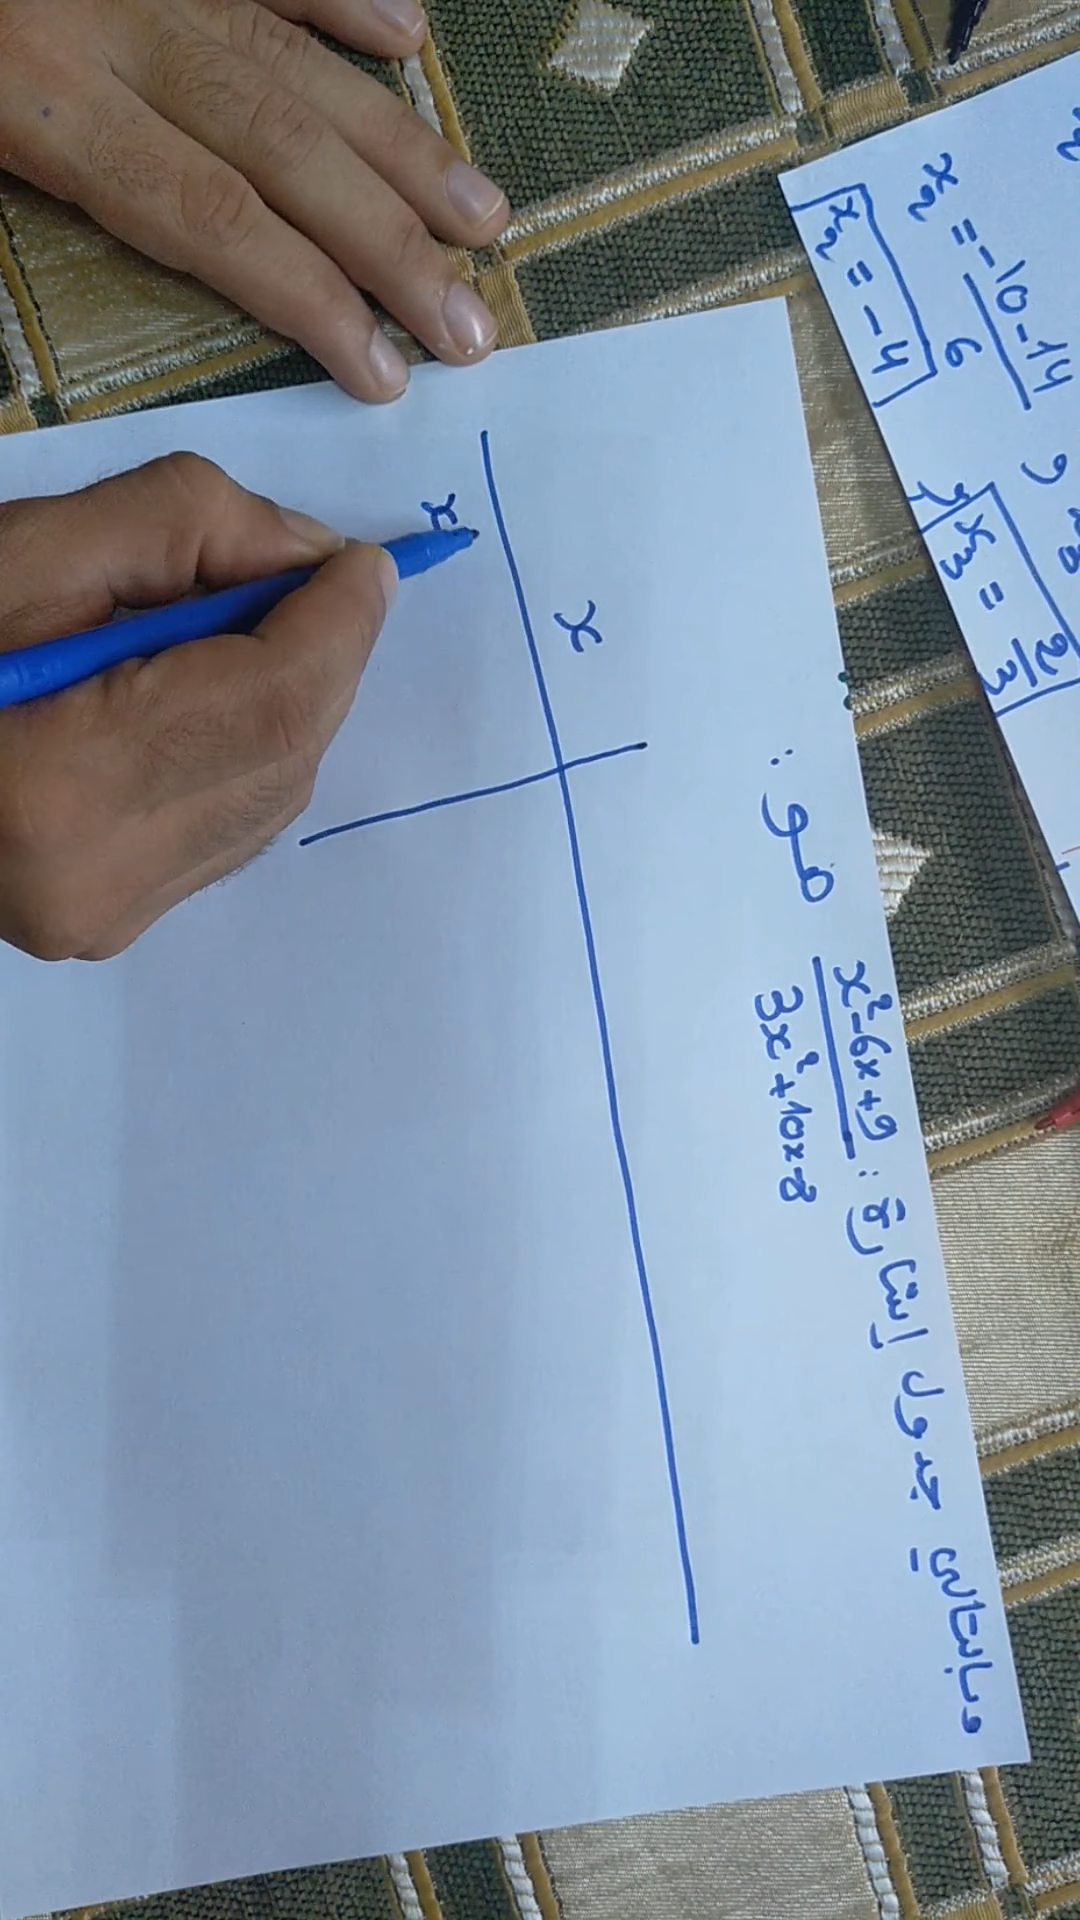 x₂ = -10-14/6 , x₃
x₂ = -4 , x₃ = 2/3
وبالتالي جدول إشارة : x²-6x+9/3x²+10x-8 هو :
x
x